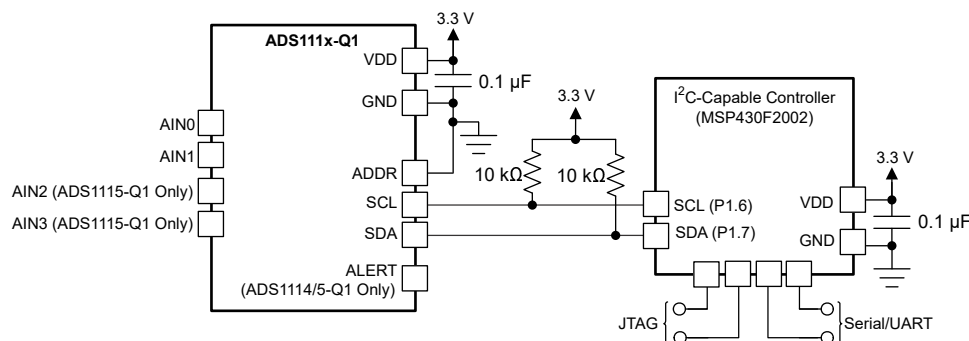 ADS111x-Q1
3.3 V
VDD
0.1 µF
GND
ADDR
SCL
SDA
ALERT
(ADS1114/5-Q1 Only)
AIN0
AIN1
AIN2 (ADS1115-Q1 Only)
AIN3 (ADS1115-Q1 Only)
3.3 V
10 kΩ
10 kΩ
I²C-Capable Controller
(MSP430F2002)
SCL (P1.6)
SDA (P1.7)
3.3 V
VDD
0.1 µF
GND
JTAG
Serial/UART